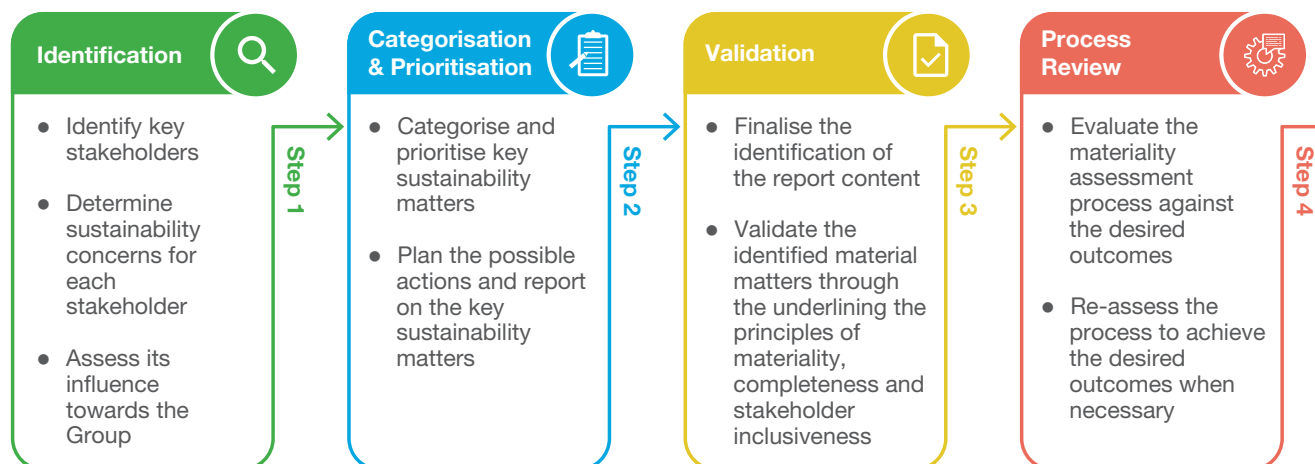 Identification
● Identify key
stakeholders
● Determine
sustainability
concerns for
each
stakeholder
● Assess its
influence
towards the
Group
Step 1
Categorisation
& Prioritisation
● Categorise and
prioritise key
sustainability
matters
● Plan the possible
actions and report
on the key
sustainability
matters
Step 2
Validation
● Finalise the
identification of
the report content
● Validate the
identified material
matters through
the underlining the
principles of
materiality,
completeness and
stakeholder
inclusiveness
Step 3
Process
Review
● Evaluate the
materiality
assessment
process against
the desired
outcomes
● Re-assess the
process to achieve
the desired
outcomes when
necessary
Step 4